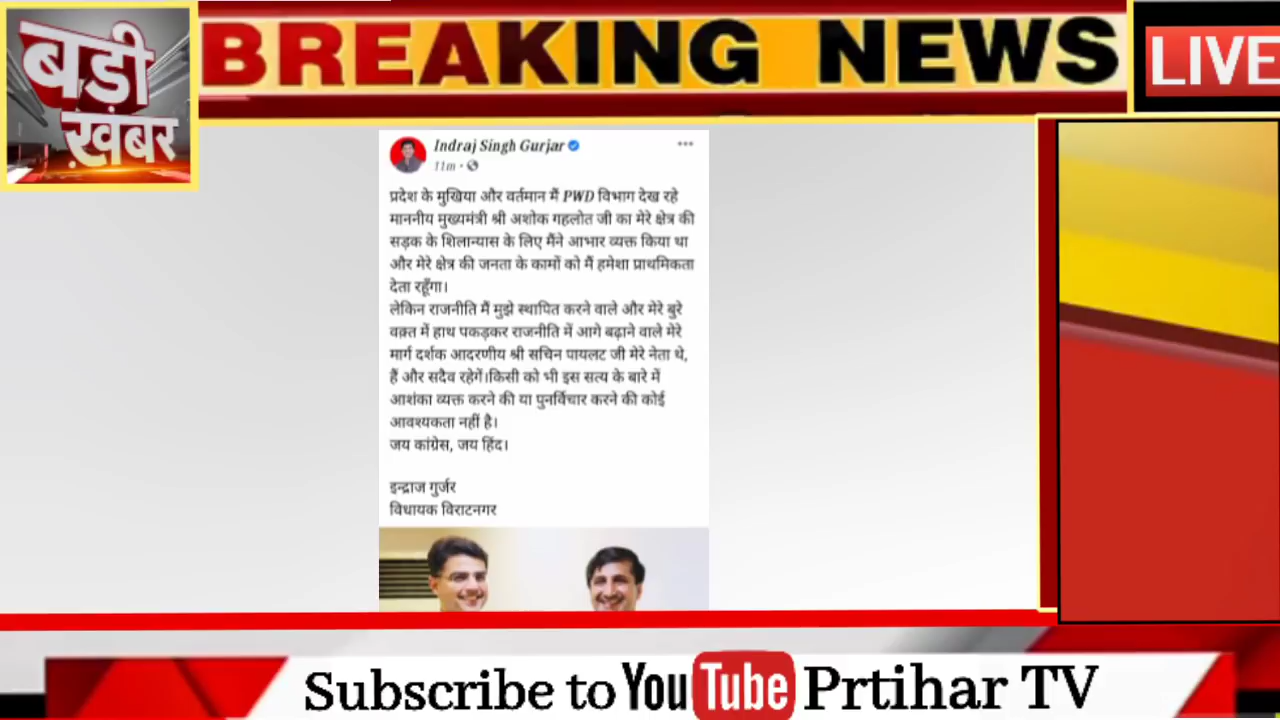 बड़ी
ख़बर
BREAKING NEWS
LIVE
Indraj Singh Gurjar
11m
प्रदेश के मुखिया और वर्तमान मैं PWD विभाग देख रहे
माननीय मुख्यमंत्री श्री अशोक गहलोत जी का मेरे क्षेत्र की
सड़क के शिलान्यास के लिए मैंने आभार व्यक्त किया था
और मेरे क्षेत्र की जनता के कामों को मैं हमेशा प्राथमिकता
देता रहूँगा।
लेकिन राजनीति मैं मुझे स्थापित करने वाले और मेरे बुरे
वक़्त में हाथ पकड़कर राजनीति में आगे बढ़ाने वाले मेरे
मार्ग दर्शक आदरणीय श्री सचिन पायलट जी मेरे नेता थे,
हैं और सदैव रहेगें।किसी को भी इस सत्य के बारे में
आशंका व्यक्त करने की या पुनर्विचार करने की कोई
आवश्यकता नहीं है।
जय कांग्रेस, जय हिंद।
इन्द्राज गुर्जर
विधायक विराटनगर
Subscribe to YouTube Prtihar TV